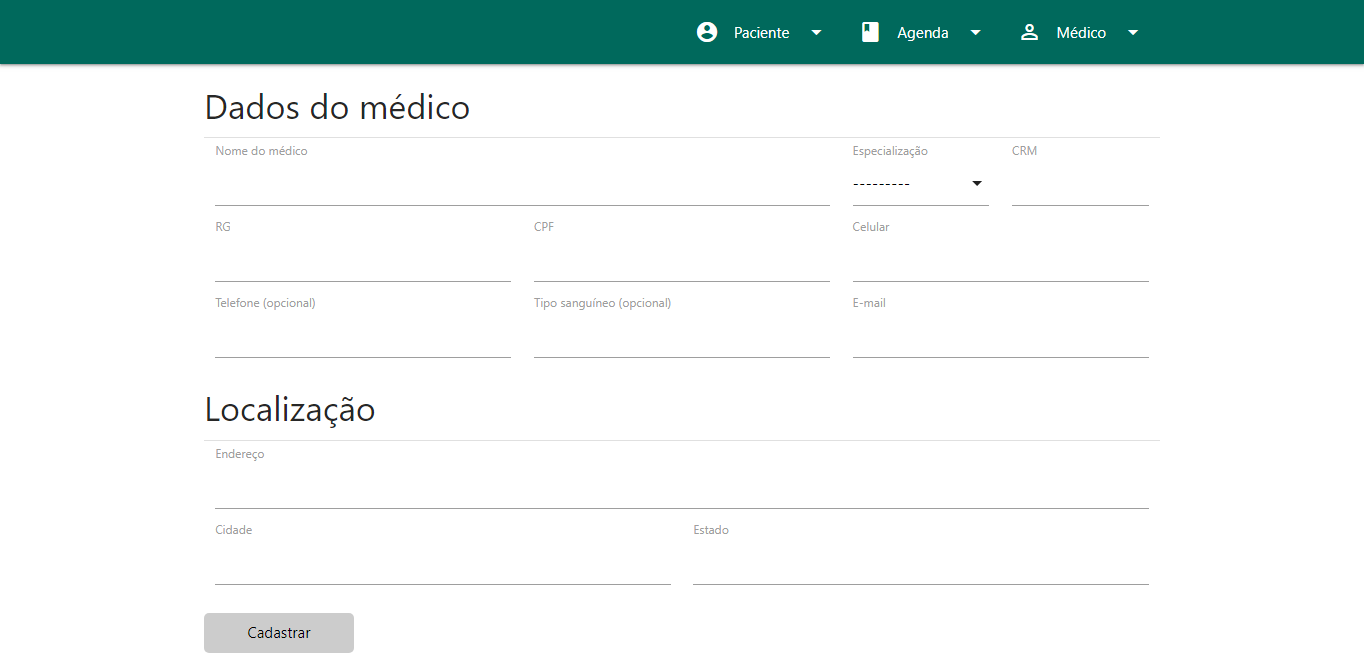 Paciente Agenda Médico
Dados do médico
Nome do médico Especialização CRM
---------
RG CPF Celular
Telefone (opcional) Tipo sanguíneo (opcional) E-mail
Localização
Endereço
Cidade Estado
Cadastrar